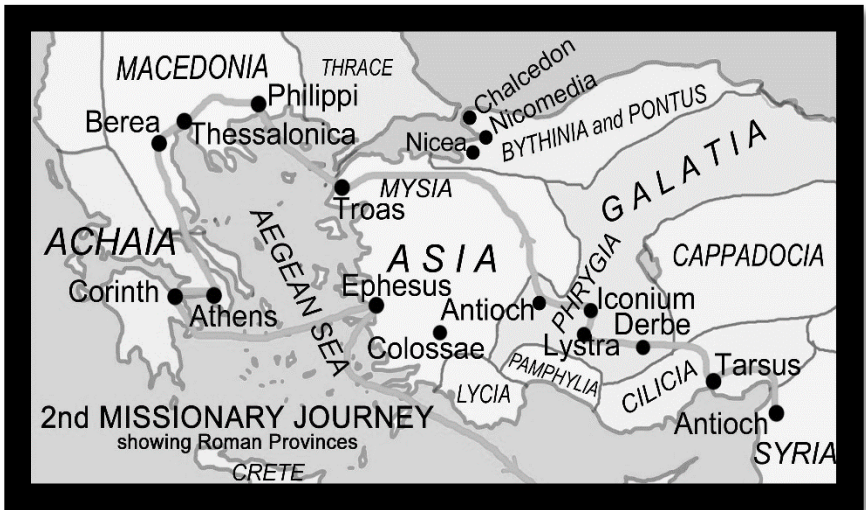 MACEDONIA
THRACE
Chalcedon
Nicomedia
Philippi
Berea
Thessalonica
Nicea
BYTHINIA and PONTUS
MYSIA
Troas
GALATIA
AEGEAN SEA
ACHAIA
ASIA
PHRYGIA
CAPPADOCIA
Corinth
Athens
Ephesus
Antioch
Iconium
Derbe
Colossae
Lystra
PAMPHYLIA
LYCIA
CILICIA
Tarsus
Antioch
2nd MISSIONARY JOURNEY
showing Roman Provinces
SYRIA
CRETE